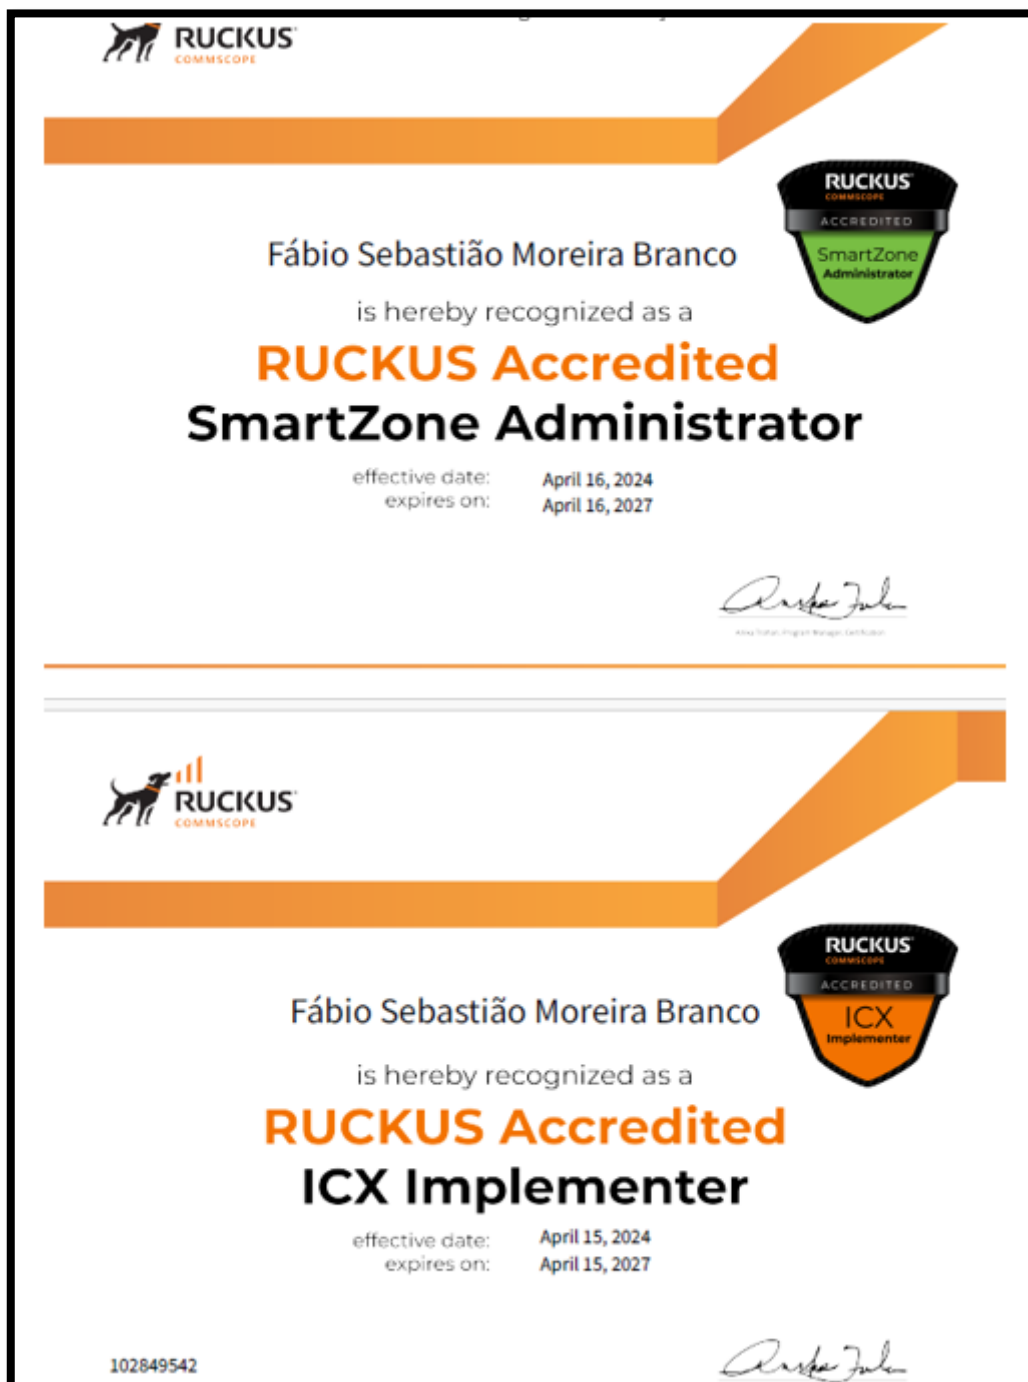 RUCKUS
COMMSCOPE
RUCKUS
COMMSCOPE
ACCREDITED
SmartZone
Administrator
Fábio Sebastião Moreira Branco
is hereby recognized as a
RUCKUS Accredited
SmartZone Administrator
effective date: April 16, 2024
expires on: April 16, 2027
Program Manager, Certification
RUCKUS
COMMSCOPE
RUCKUS
COMMSCOPE
ACCREDITED
ICX
Implementer
Fábio Sebastião Moreira Branco
is hereby recognized as a
RUCKUS Accredited
ICX Implementer
effective date: April 15, 2024
expires on: April 15, 2027
102849542